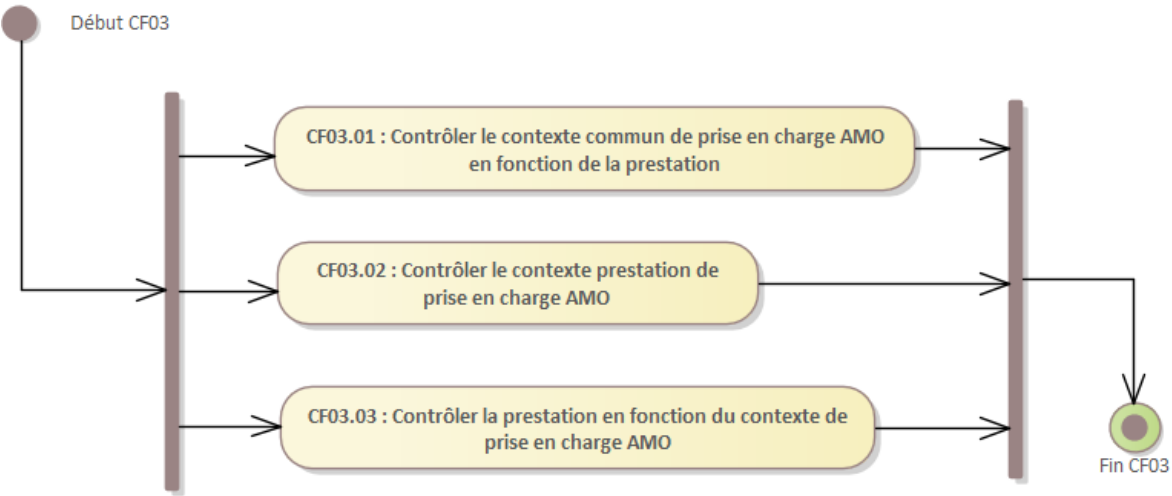 Début CF03
CF03.01 : Contrôler le contexte commun de prise en charge AMO
en fonction de la prestation
CF03.02 : Contrôler le contexte prestation de
prise en charge AMO
CF03.03 : Contrôler la prestation en fonction du contexte de
prise en charge AMO
Fin CF03